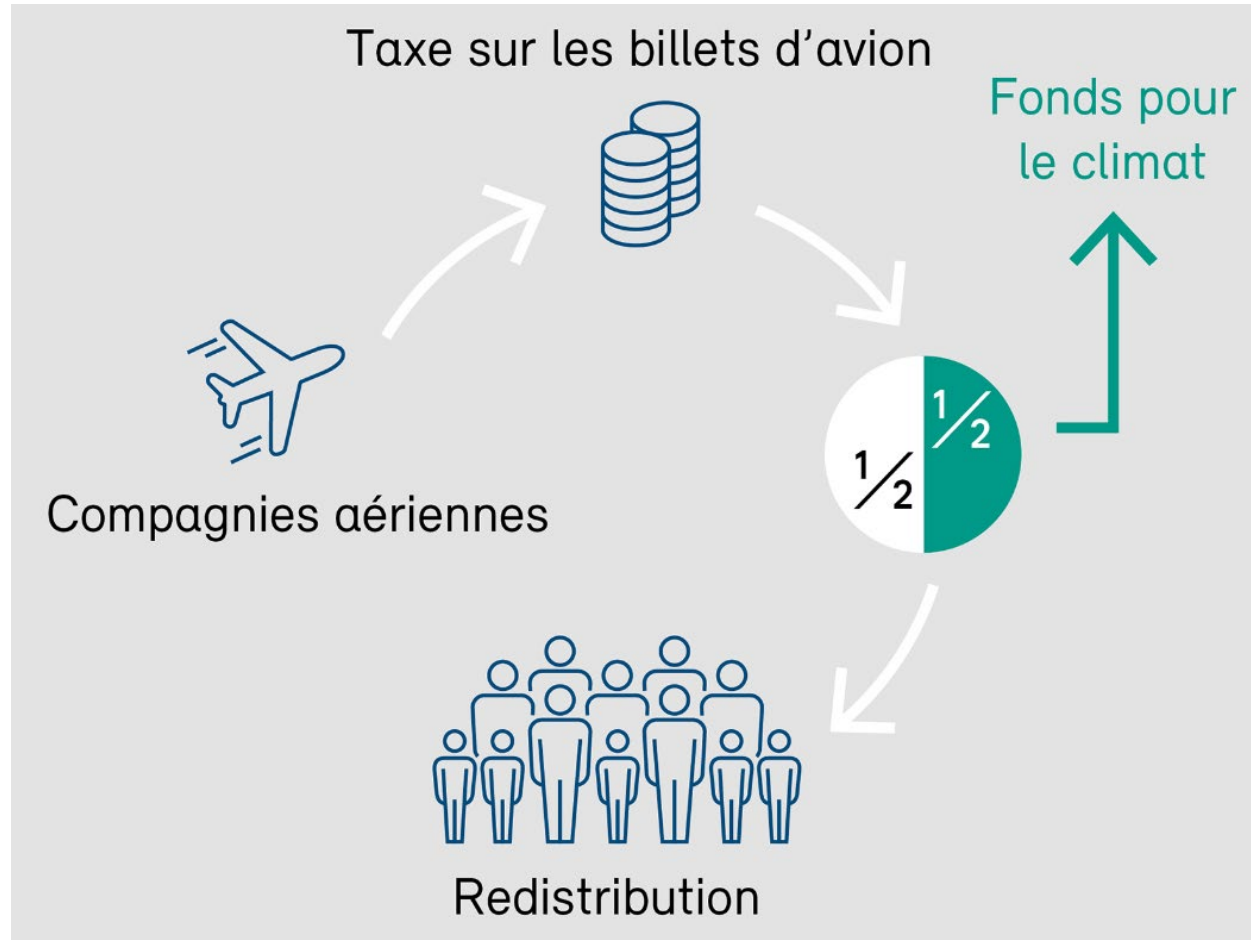 Taxe sur les billets d’avion
Fonds pour
le climat
1/2
1/2
Compagnies aériennes
Redistribution